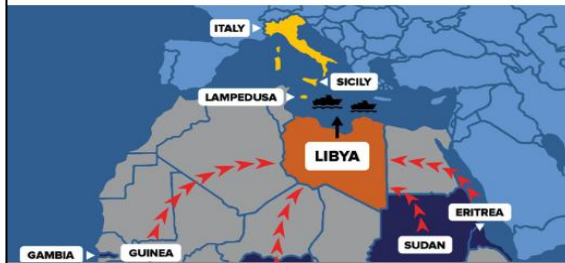 ITALY
SICILY
LAMPEDUSA
LIBYA
ERITREA
GAMBIA
GUINEA
SUDAN